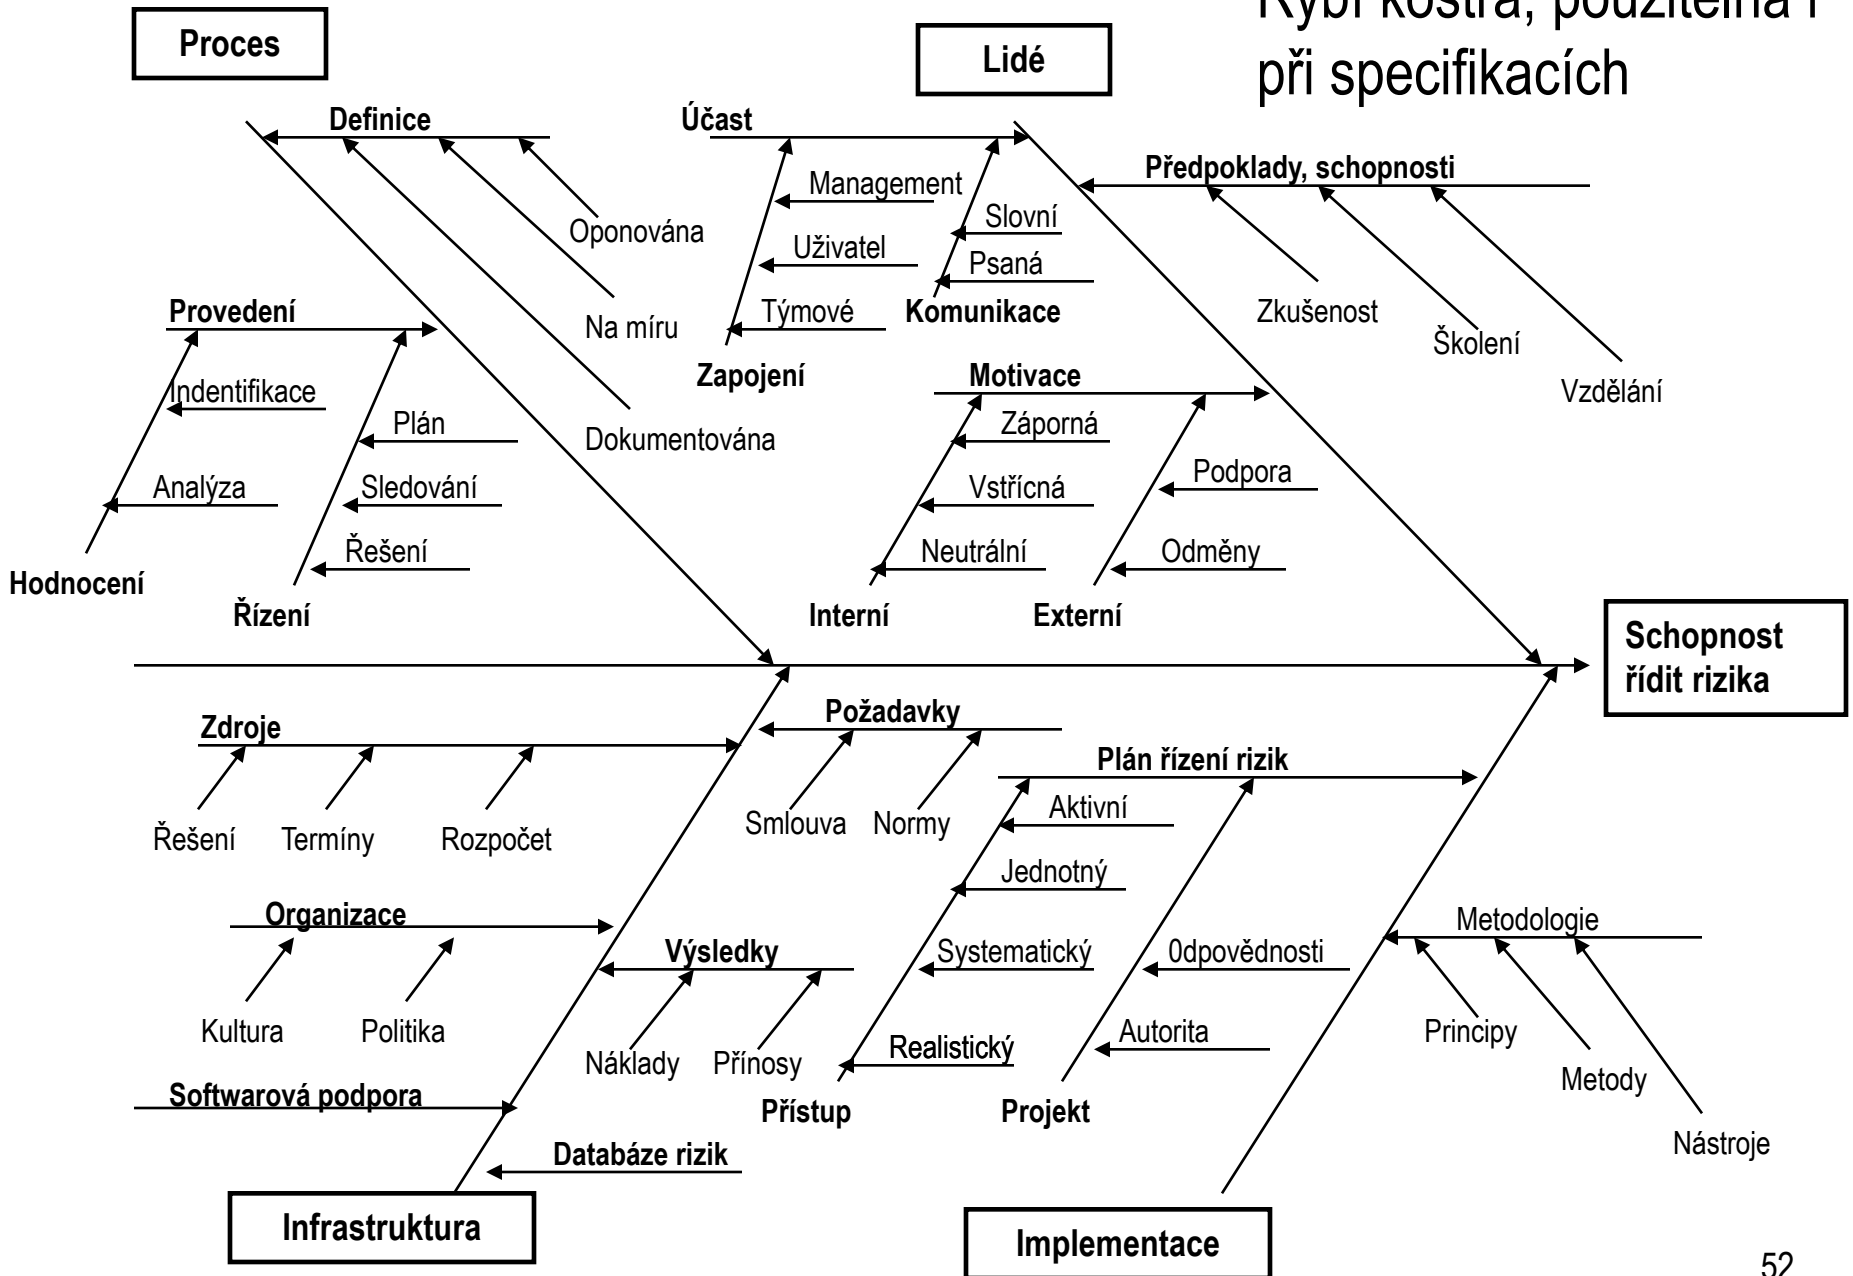 Rybí kostra, použitelná i
při specifikacích
Proces
Lidé
Definice
Účast
Předpoklady, schopnosti
Management
Slovní
Oponována
Uživatel
Psaná
Provedení
Týmové
Komunikace
Zkušenost
Na míru
Školení
Zapojení
Motivace
Vzdělání
Indentifikace
Plán
Záporná
Dokumentována
Podpora
Analýza
Sledování
Vstřícná
Řešení
Neutrální
Odměny
Hodnocení
Řízení
Interní
Externí
Schopnost
řídit rizika
Zdroje
Požadavky
Plán řízení rizik
Řešení
Termíny
Rozpočet
Smlouva
Normy
Aktivní
Jednotný
Organizace
Metodologie
Výsledky
Systematický
0dpovědnosti
Kultura
Politika
Principy
Autorita
Náklady
Přínosy
Realistický
Metody
Softwarová podpora
Přístup
Projekt
Nástroje
Databáze rizik
Infrastruktura
Implementace
52